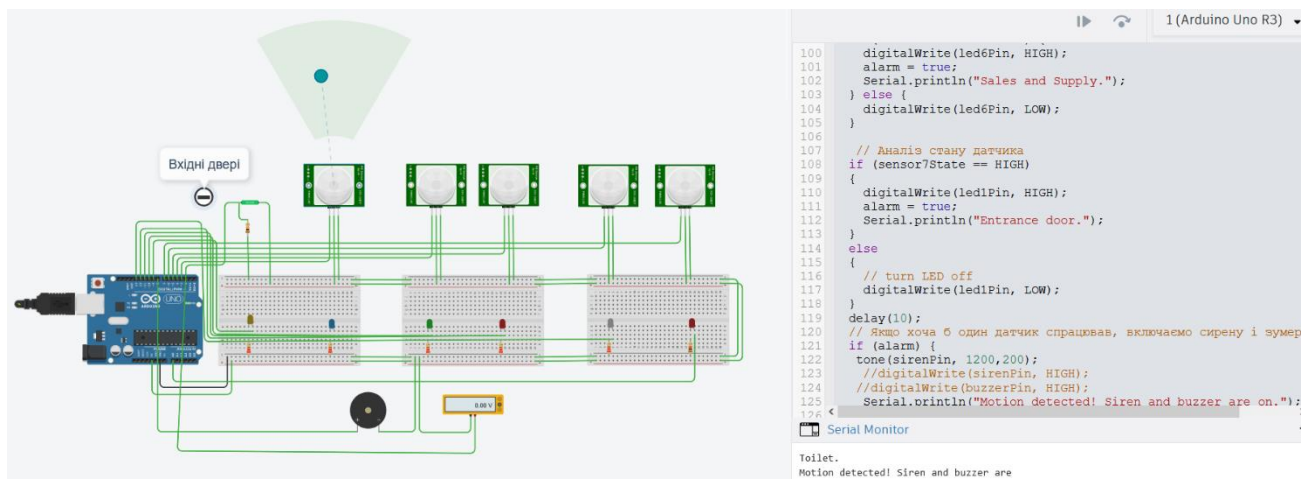 1 (Arduino Uno R3)
Вхідні двері
ARDUINO
UNO
0.00 V
100 digitalWrite(led6Pin, HIGH);
101 alarm = true;
102 Serial.println("Sales and Supply.");
103 } else {
104 digitalWrite(led6Pin, LOW);
105 }
106
107 // Аналіз стану датчика
108 if (sensor7State == HIGH)
109 {
110 digitalWrite(led1Pin, HIGH);
111 alarm = true;
112 Serial.println("Entrance door.");
113 }
114 else
115 {
116 // turn LED off
117 digitalWrite(led1Pin, LOW);
118 }
119 delay(10);
120 // Якщо хоча б один датчик спрацював, включаємо сирену і зумер
121 if (alarm) {
122 tone(sirenPin, 1200,200);
123 //digitalWrite(sirenPin, HIGH);
124 //digitalWrite(buzzerPin, HIGH);
125 Serial.println("Motion detected! Siren and buzzer are on.");
126
Serial Monitor
Toilet.
Motion detected! Siren and buzzer are